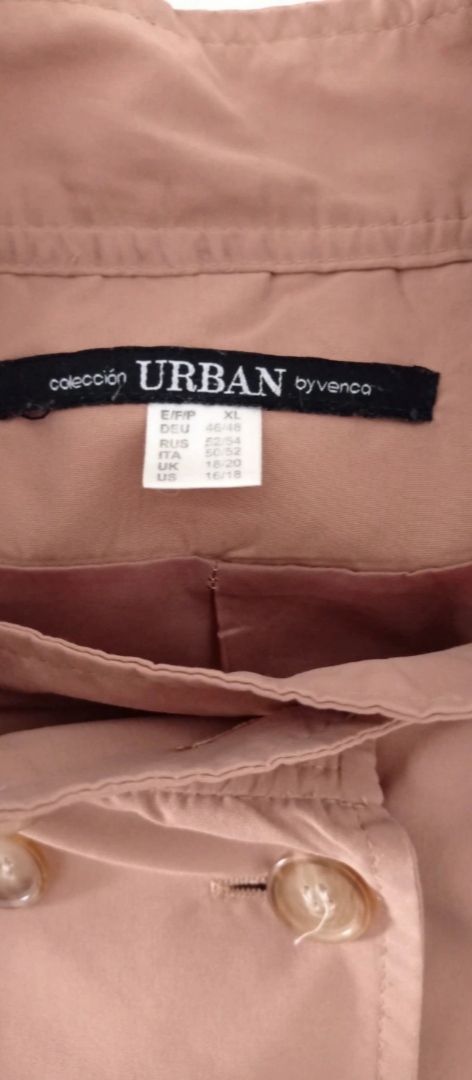 colección URBAN byvenca
E/F/P XL
DEU 46/48
RUS 52/54
ITA 50/52
UK 18/20
US 16/18